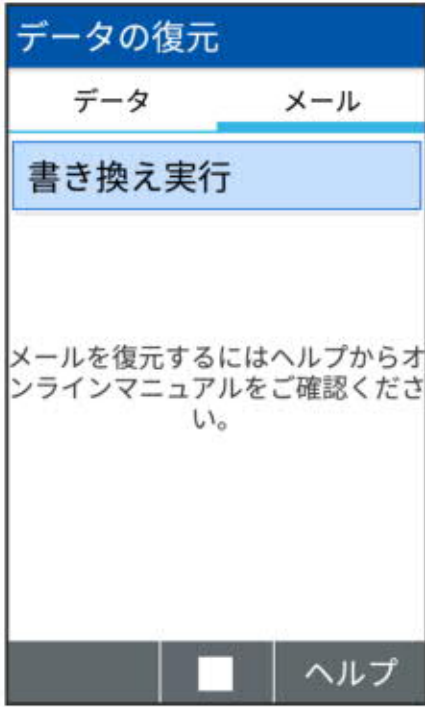 データの復元
データ メール
書き換え実行
メールを復元するにはヘルプからオ
ンラインマニュアルをご確認くださ
い。
ヘルプ